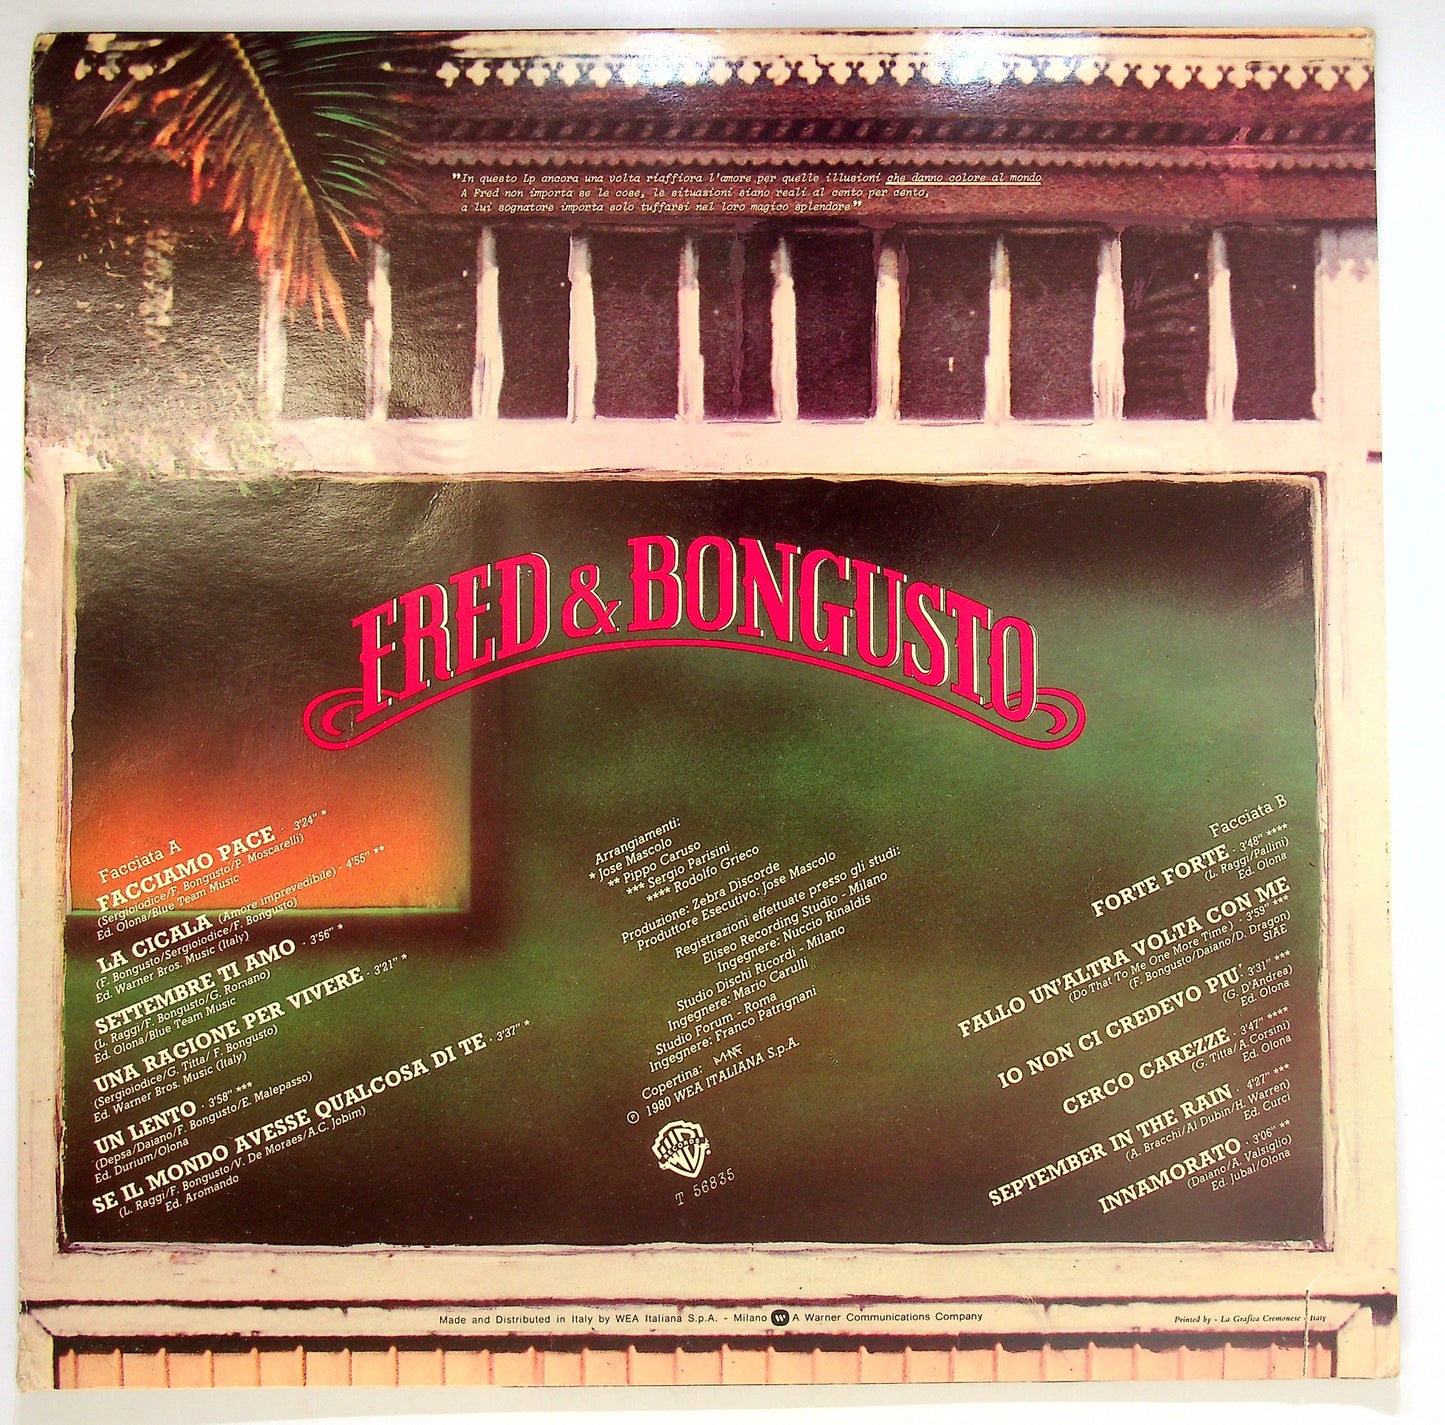 "In questo Lp ancora una volta riaffiora l'amore per quelle illusioni che danno colore al mondo
A Fred non importa se le cose, le situazioni siano reali al cento per cento,
a lui sognatore importa solo tuffarsi nel loro magico splendore"
FRED & BONGUSTO
Facciata A
FACCIAMO PACE · 3'24" *
(Sergioiodice/F. Bongusto/P. Moscarelli)
Ed. Olona/Blue Team Music
LA CICALA (Amore imprevedibile) - 4'55" **
(F. Bongusto/Sergioiodice/F. Bongusto)
Ed. Warner Bros. Music (Italy)
SETTEMBRE TI AMO · 3'56" *
(L. Raggi/F. Bongusto/G. Romano)
Ed. Olona/Blue Team Music
UNA RAGIONE PER VIVERE · 3'21" *
(Sergioiodice/G. Titta/ F. Bongusto)
Ed. Warner Bros. Music (Italy)
UN LENTO · 3'58" ***
(Depsa/Daiano/F. Bongusto/E. Malepasso)
Ed. Durium/Olona
SE IL MONDO AVESSE QUALCOSA DI TE · 3'37" *
(L. Raggi/F. Bongusto/V. De Moraes/A.C. Jobim)
Ed. Aromando
Arrangiamenti:
* Jose Mascolo
** Pippo Caruso
*** Sergio Parisini
**** Rodolfo Grieco
Produzione: Zebra Discorde
Produttore Esecutivo: Jose Mascolo
Registrazioni effettuate presso gli studi:
Eliseo Recording Studio - Milano
Ingegnere: Nuccio Rinaldis
Studio Dischi Ricordi - Milano
Ingegnere: Mario Carulli
Studio Forum - Roma
Ingegnere: Franco Patrignani
Copertina:
℗ 1980 WEA ITALIANA S.p.A.
RECORDS
T 56835
Facciata B
FORTE FORTE · 3'48" ****
(L. Raggi/Pallini)
Ed. Olona
FALLO UN'ALTRA VOLTA CON ME
(Do That To Me One More Time) · 3'59" ***
(F. Bongusto/Daiano/D. Dragon)
SIAE
IO NON CI CREDEVO PIU' 3'31" ***
(G. D'Andrea)
Ed. Olona
CERCO CAREZZE · 3'47" ****
(G. Titta/A. Corsini)
Ed. Olona
SEPTEMBER IN THE RAIN · 4'27" ***
(A. Bracchi/Al Dubin/H. Warren)
Ed. Curci
INNAMORATO · 3'06" **
(Daiano/A. Valsiglio)
Ed. Jubal/Olona
Made and Distributed in Italy by WEA Italiana S.p.A. - Milano A Warner Communications Company
Printed by - La Grafica Cremonese - Italy